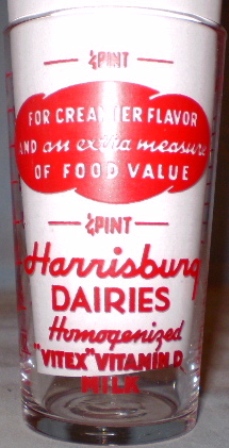 ½ PINT
FOR CREAMIER FLAVOR
AND an extra measure
OF FOOD VALUE
¼ PINT
Harrisburg
DAIRIES
Homogenized
"VITEX" VITAMIN D
MILK